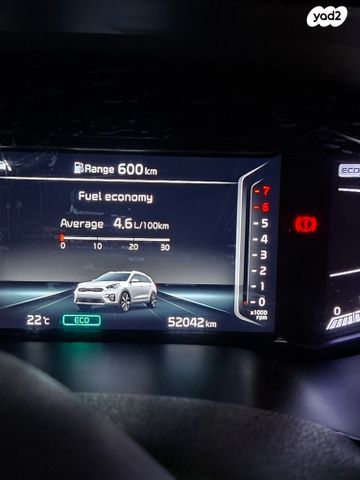 yad2
Range 600 km
Fuel economy
Average 4.6 L/100km
0 10 20 30
7
6
5
4
3
2
1
0
x1000
rpm
22°C ECO 52042 km
ECO
0